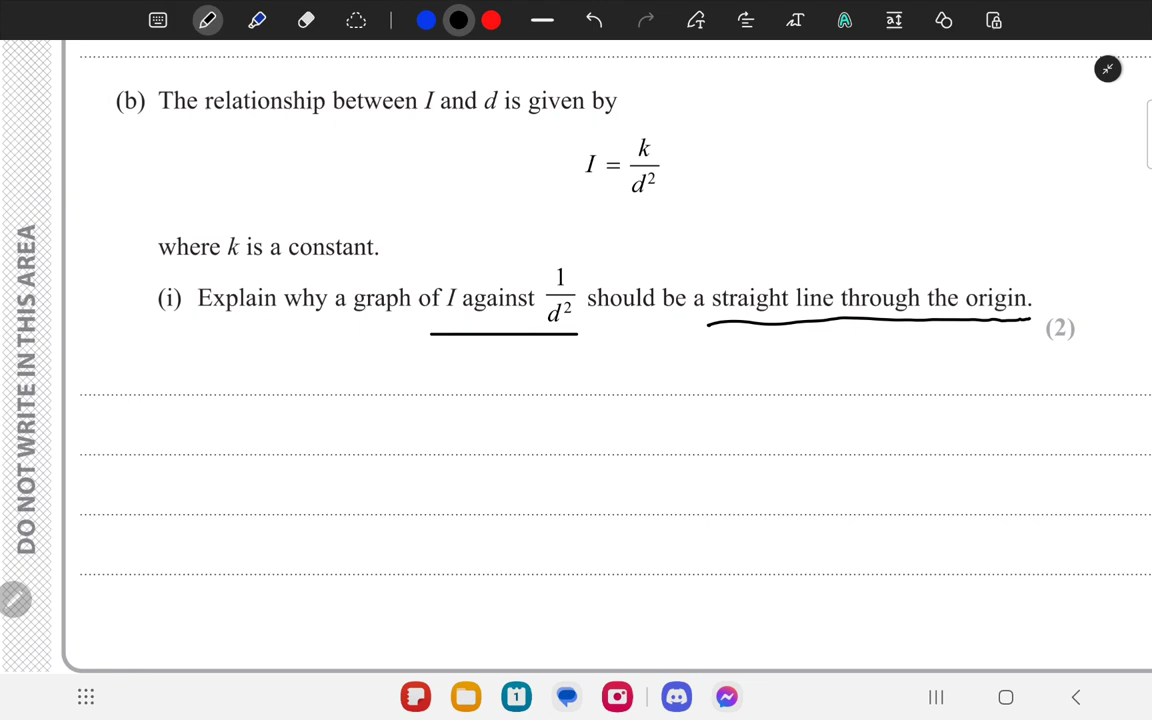 (b) The relationship between I and d is given by
I = k/d²
where k is a constant.
(i) Explain why a graph of I against 1/d² should be a straight line through the origin.
(2)
DO NOT WRITE IN THIS AREA